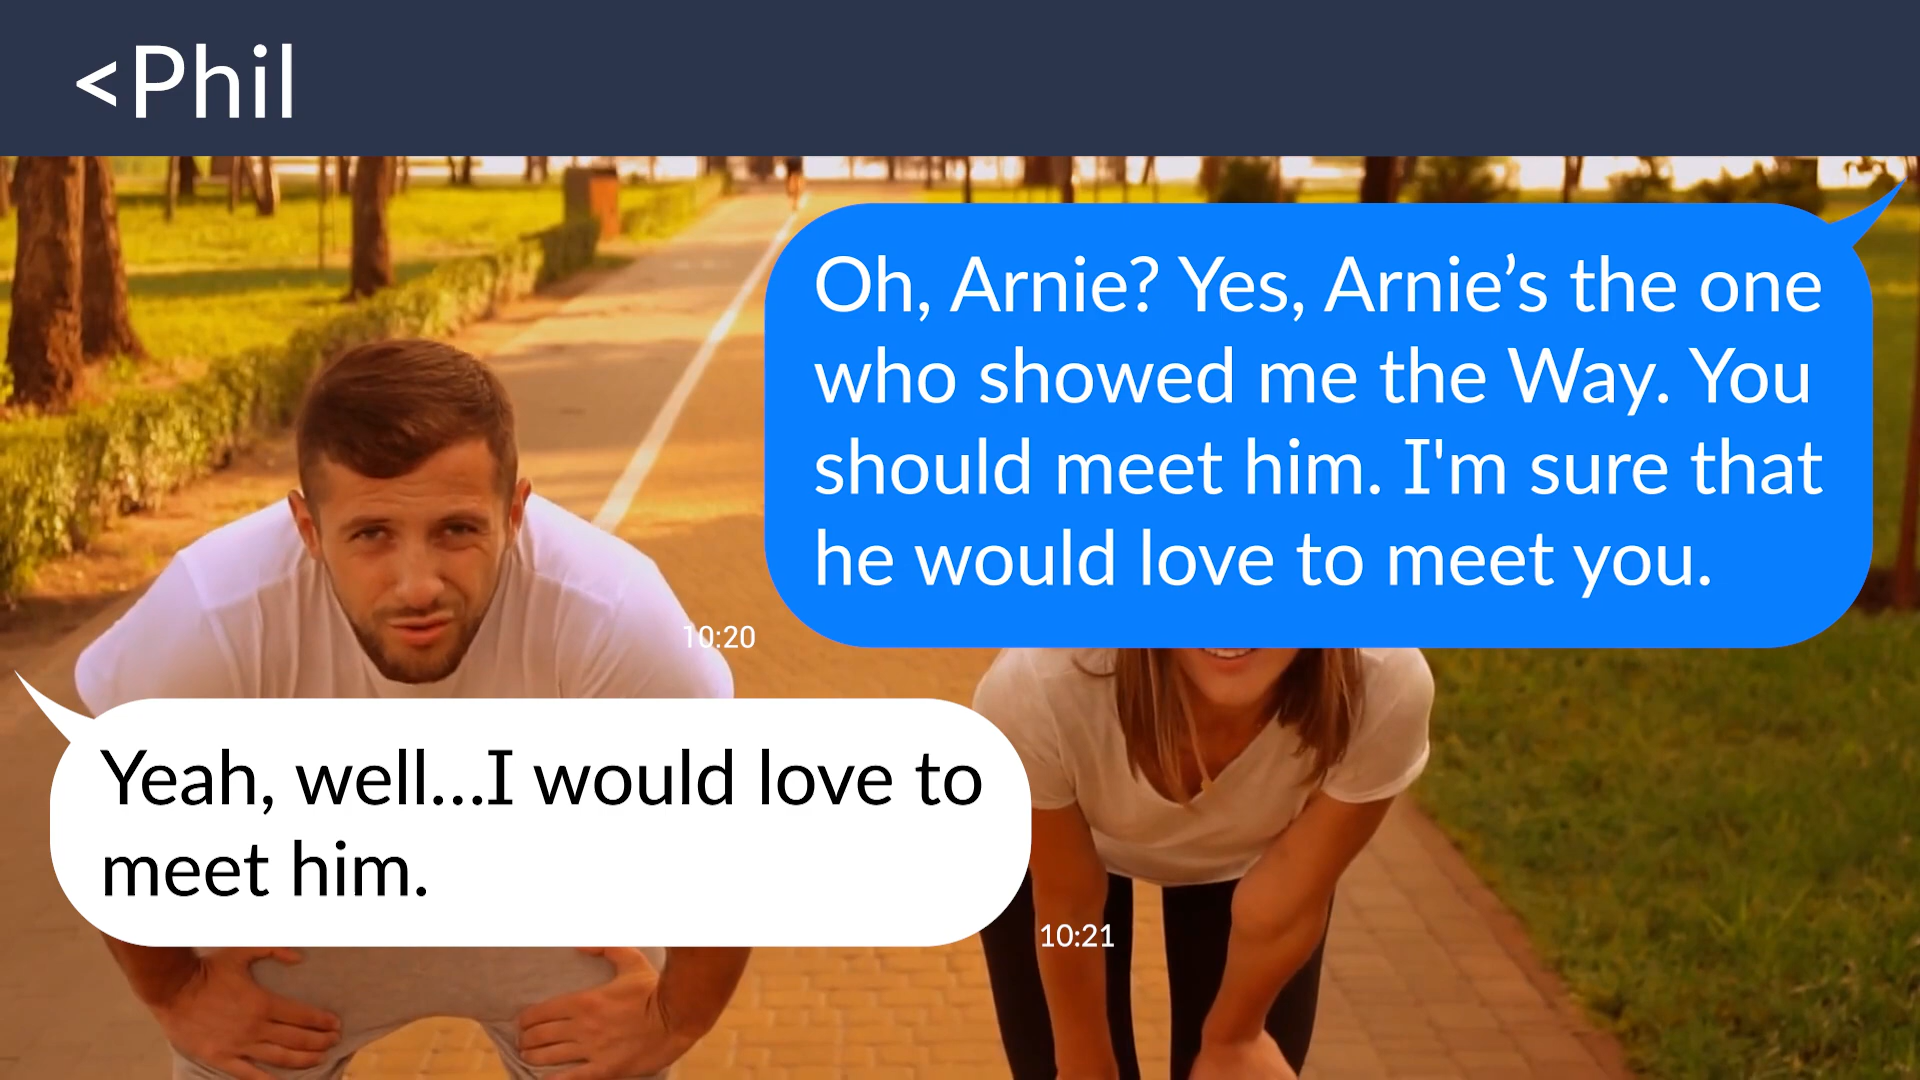 <Phil
Oh, Arnie? Yes, Arnie’s the one
who showed me the Way. You
should meet him. I'm sure that
he would love to meet you.
10:20
Yeah, well...I would love to
meet him.
10:21